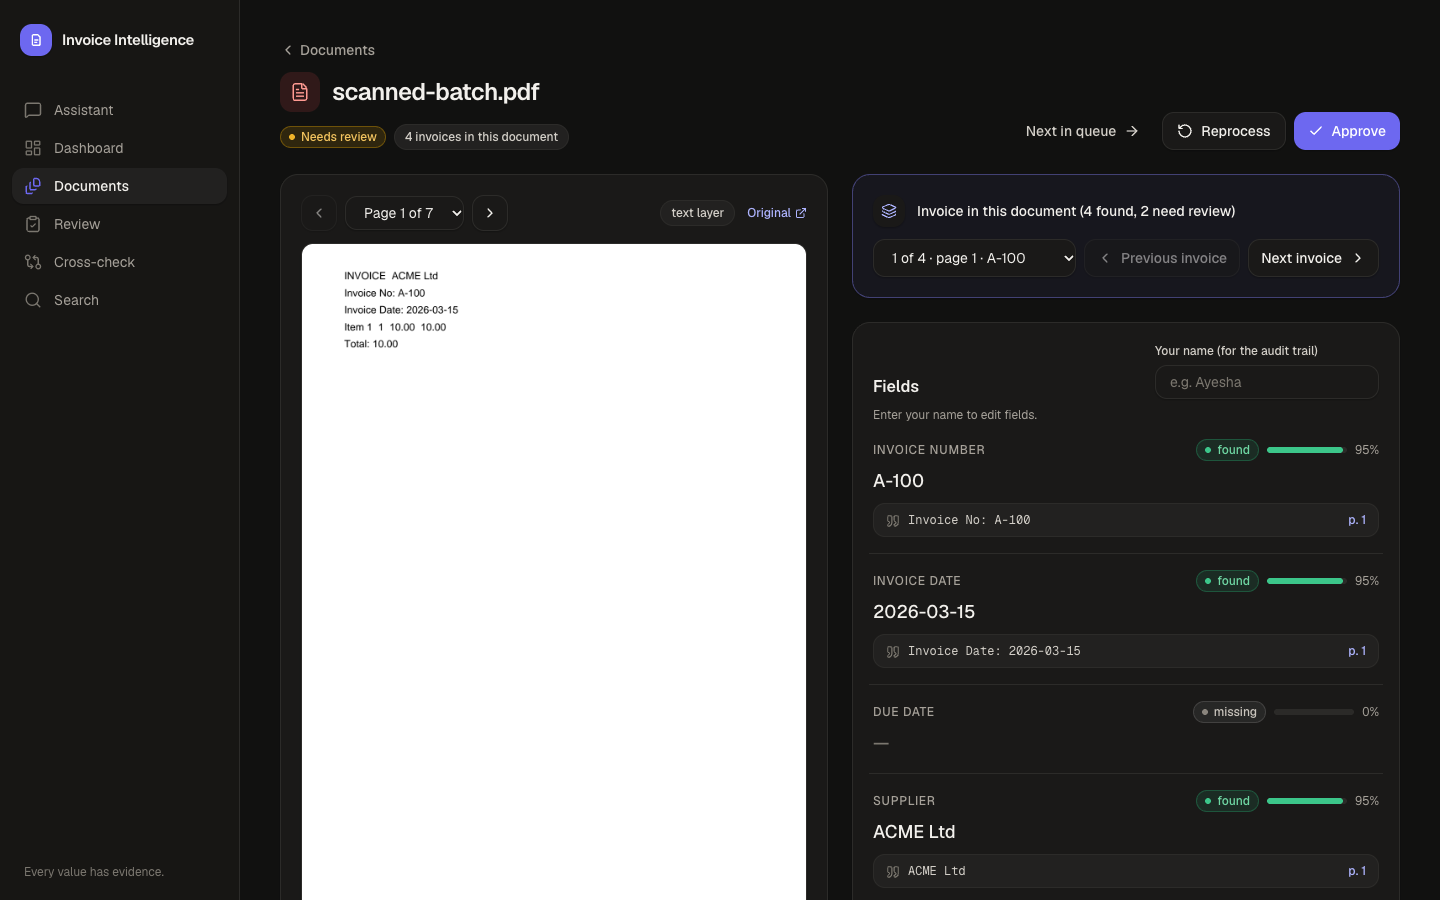 Invoice Intelligence
Assistant
Dashboard
Documents
Review
Cross-check
Search
Every value has evidence.
Documents
scanned-batch.pdf
Needs review
4 invoices in this document
Next in queue
Reprocess
Approve
Page 1 of 7
text layer
Original
INVOICE ACME Ltd
Invoice No: A-100
Invoice Date: 2026-03-15
Item 1 1 10.00 10.00
Total: 10.00
Invoice in this document (4 found, 2 need review)
1 of 4 · page 1 · A-100
Previous invoice
Next invoice
Your name (for the audit trail)
Fields
e.g. Ayesha
Enter your name to edit fields.
INVOICE NUMBER found 95%
A-100
Invoice No: A-100 p. 1
INVOICE DATE found 95%
2026-03-15
Invoice Date: 2026-03-15 p. 1
DUE DATE missing 0%
—
SUPPLIER found 95%
ACME Ltd
ACME Ltd p. 1